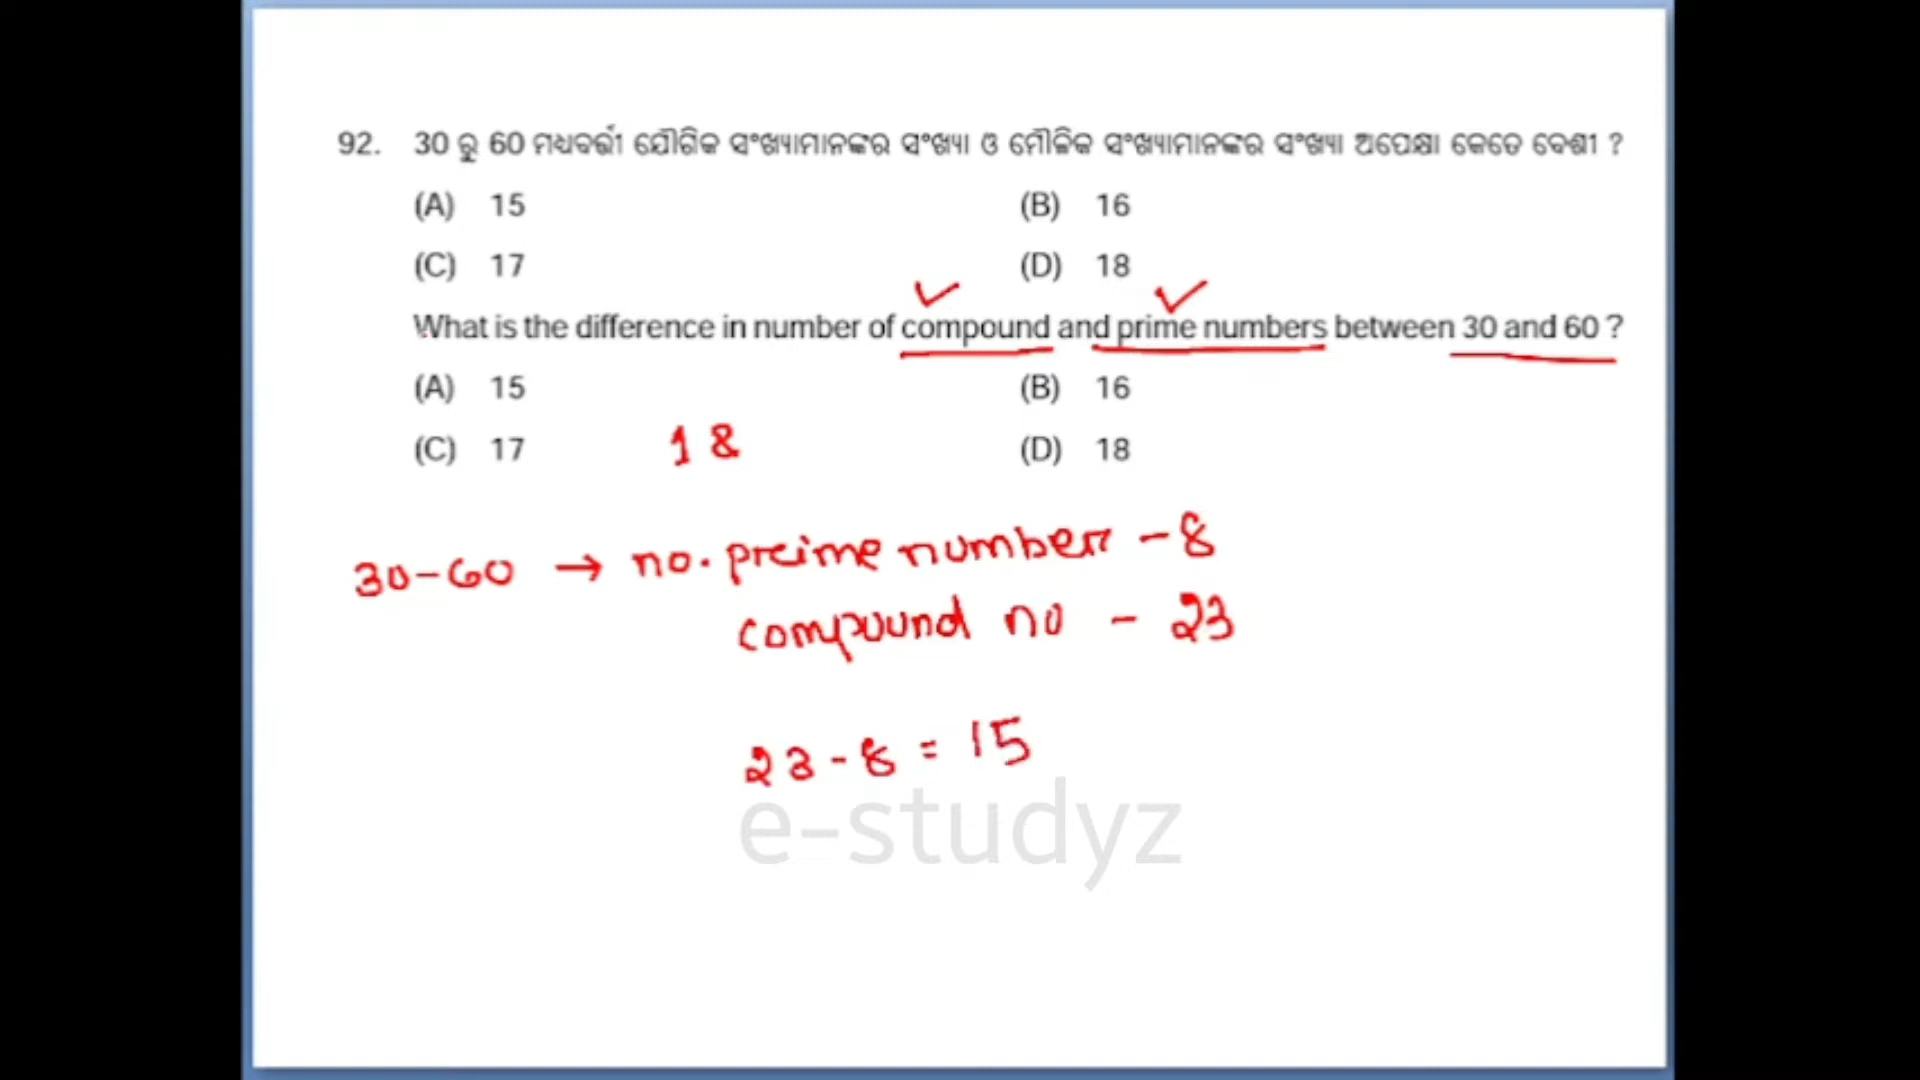 92. 30 ରୁ 60 ମଧ୍ୟବର୍ତ୍ତୀ ଯୌଗିକ ସଂଖ୍ୟାମାନଙ୍କର ସଂଖ୍ୟା ଓ ମୌଳିକ ସଂଖ୍ୟାମାନଙ୍କର ସଂଖ୍ୟା ଅପେକ୍ଷା କେତେ ବେଶୀ ?
(A) 15 (B) 16
(C) 17 (D) 18
What is the difference in number of compound and prime numbers between 30 and 60 ?
(A) 15 (B) 16
(C) 17 (D) 18
1 &
30-60 → no. preime number - 8
compound no - 23
23-8 = 15
e-studyz